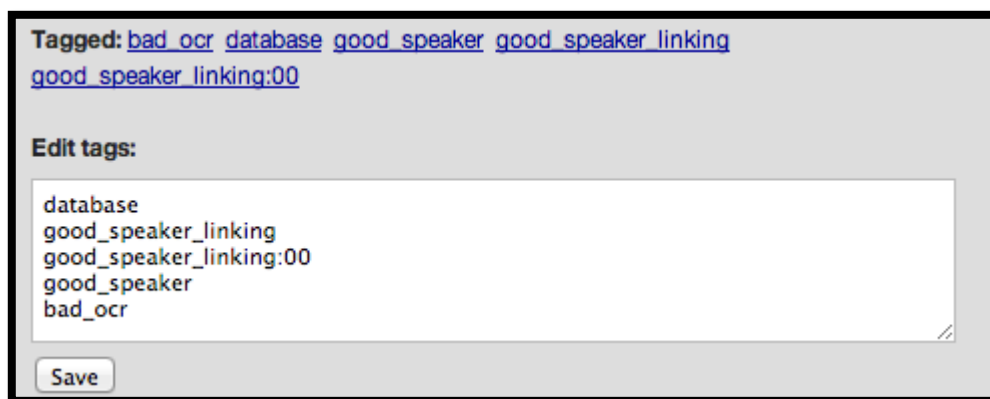 Tagged: bad_ocr database good_speaker good_speaker_linking
good_speaker_linking:00
Edit tags:
database
good_speaker_linking
good_speaker_linking:00
good_speaker
bad_ocr
Save